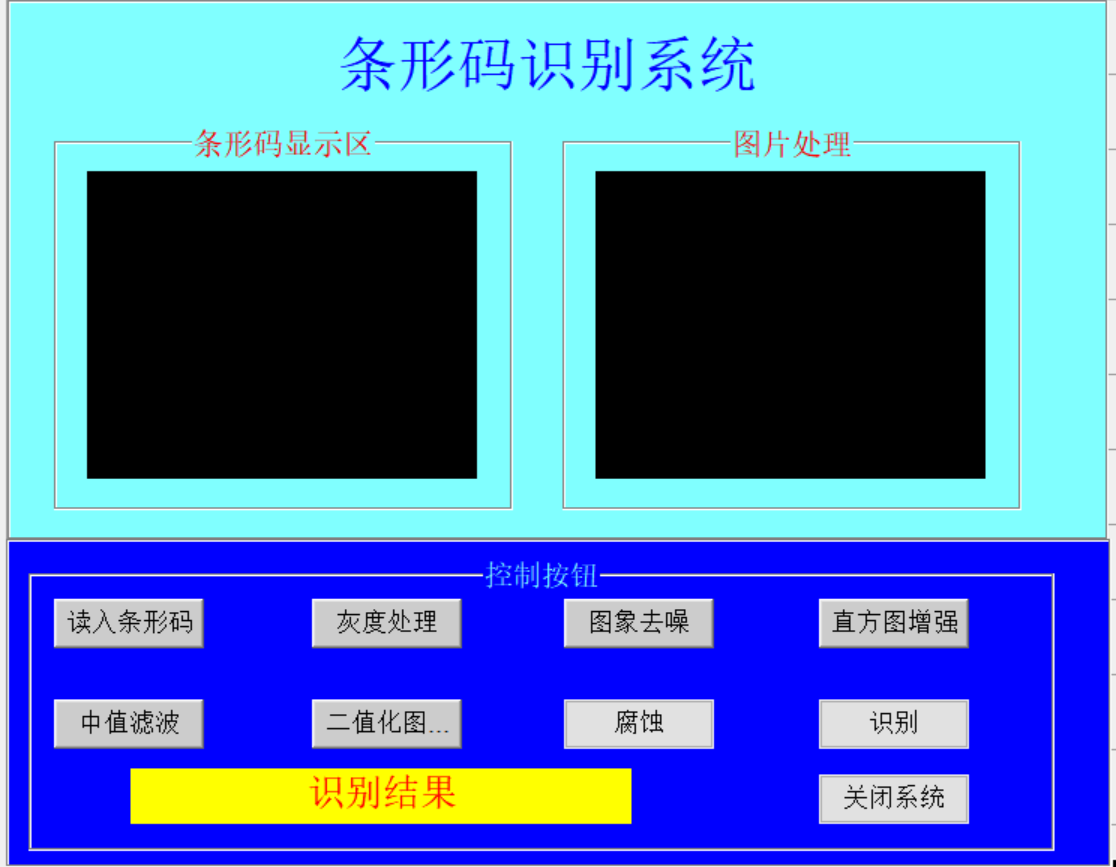 条形码识别系统
条形码显示区
图片处理
控制按钮
读入条形码
灰度处理
图象去噪
直方图增强
中值滤波
二值化图...
腐蚀
识别
识别结果
关闭系统